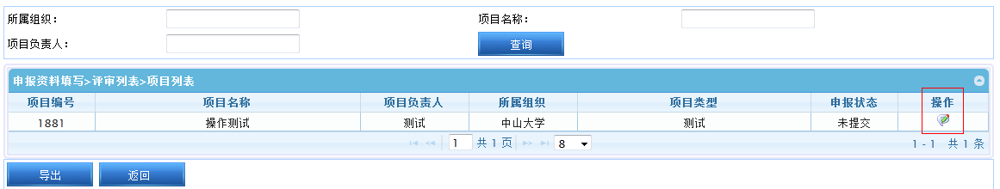 所属组织： 项目名称：
项目负责人： 查询
申报资料填写>评审列表>项目列表
项目编号 项目名称 项目负责人 所属组织 项目类型 申报状态 操作
1881 操作测试 测试 中山大学 测试 未提交
1 共 1 页 8 1 - 1 共 1 条
导出 返回